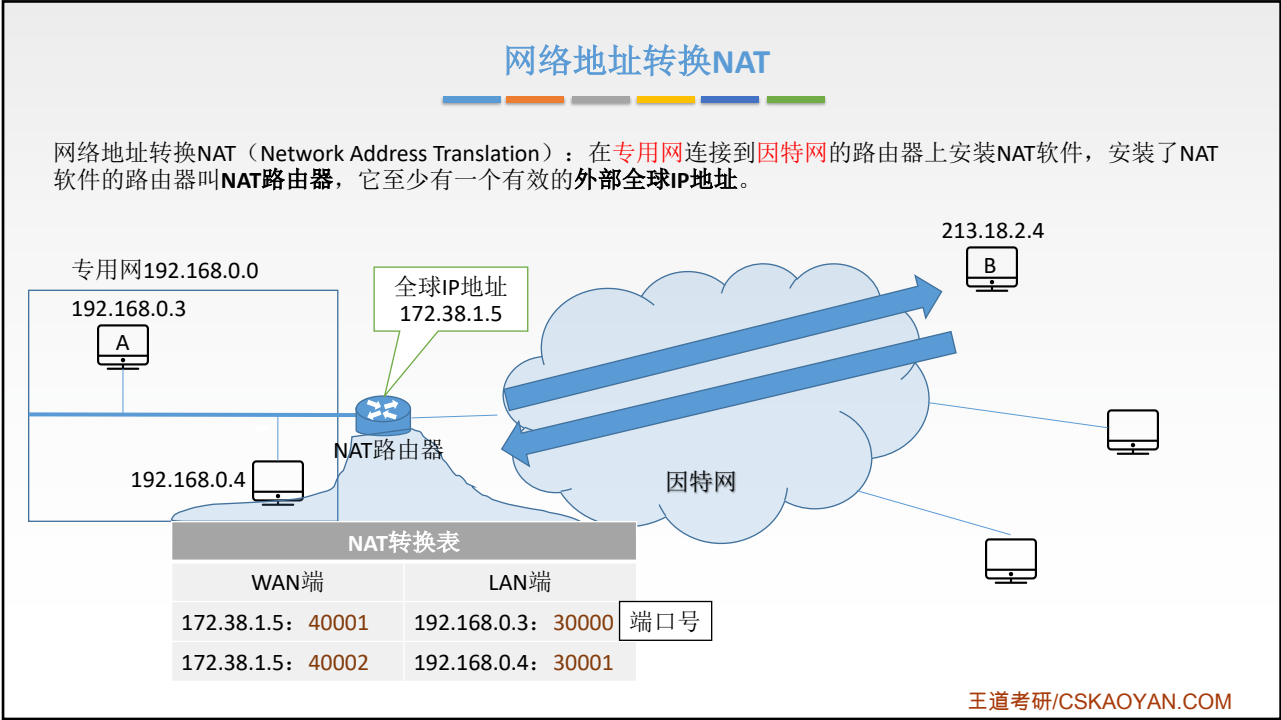 网络地址转换NAT
网络地址转换NAT（Network Address Translation）：在专用网连接到因特网的路由器上安装NAT软件，安装了NAT
软件的路由器叫NAT路由器，它至少有一个有效的外部全球IP地址。
213.18.2.4
B
专用网192.168.0.0
192.168.0.3
A
全球IP地址
172.38.1.5
NAT路由器
192.168.0.4
因特网
NAT转换表
WAN端 LAN端
172.38.1.5：40001 192.168.0.3：30000 端口号
172.38.1.5：40002 192.168.0.4：30001
王道考研/CSKAOYAN.COM